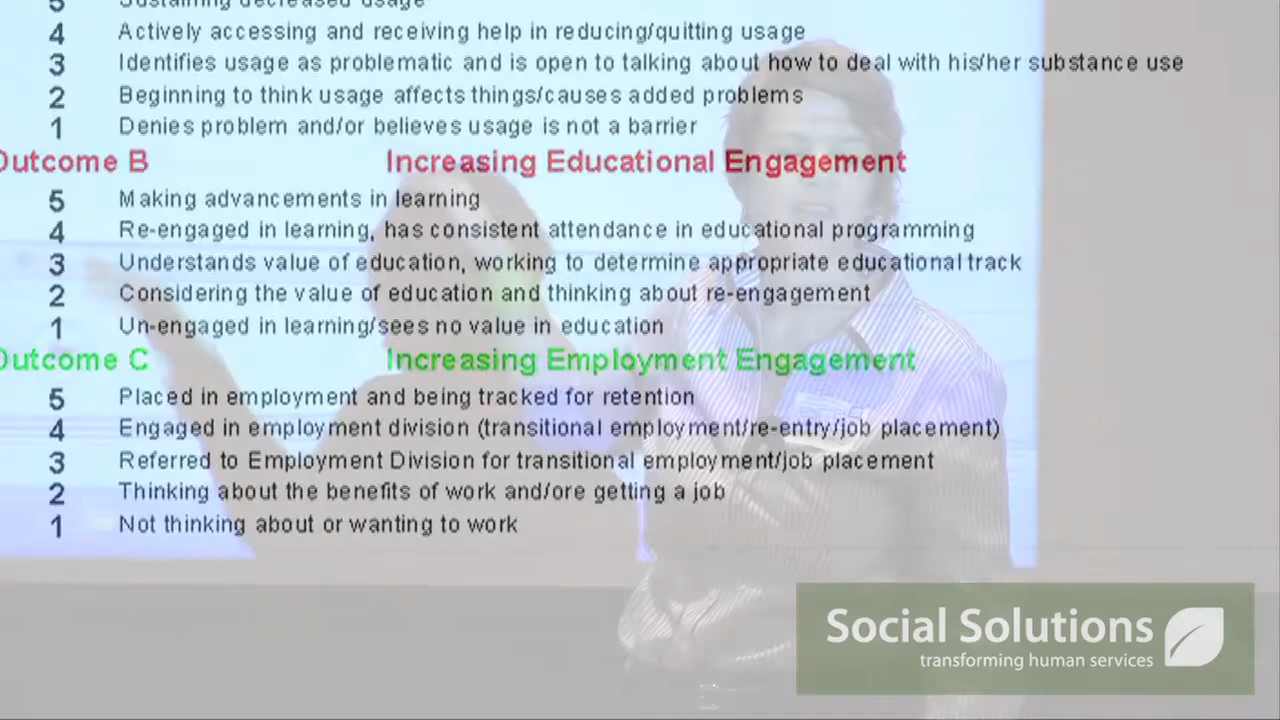 5 Sustaining decreased usage
4 Actively accessing and receiving help in reducing/quitting usage
3 Identifies usage as problematic and is open to talking about how to deal with his/her substance use
2 Beginning to think usage affects things/causes added problems
1 Denies problem and/or believes usage is not a barrier
Outcome B Increasing Educational Engagement
5 Making advancements in learning
4 Re-engaged in learning, has consistent attendance in educational programming
3 Understands value of education, working to determine appropriate educational track
2 Considering the value of education and thinking about re-engagement
1 Un-engaged in learning/sees no value in education
Outcome C Increasing Employment Engagement
5 Placed in employment and being tracked for retention
4 Engaged in employment division (transitional employment/re-entry/job placement)
3 Referred to Employment Division for transitional employment/job placement
2 Thinking about the benefits of work and/ore getting a job
1 Not thinking about or wanting to work
Social Solutions
transforming human services